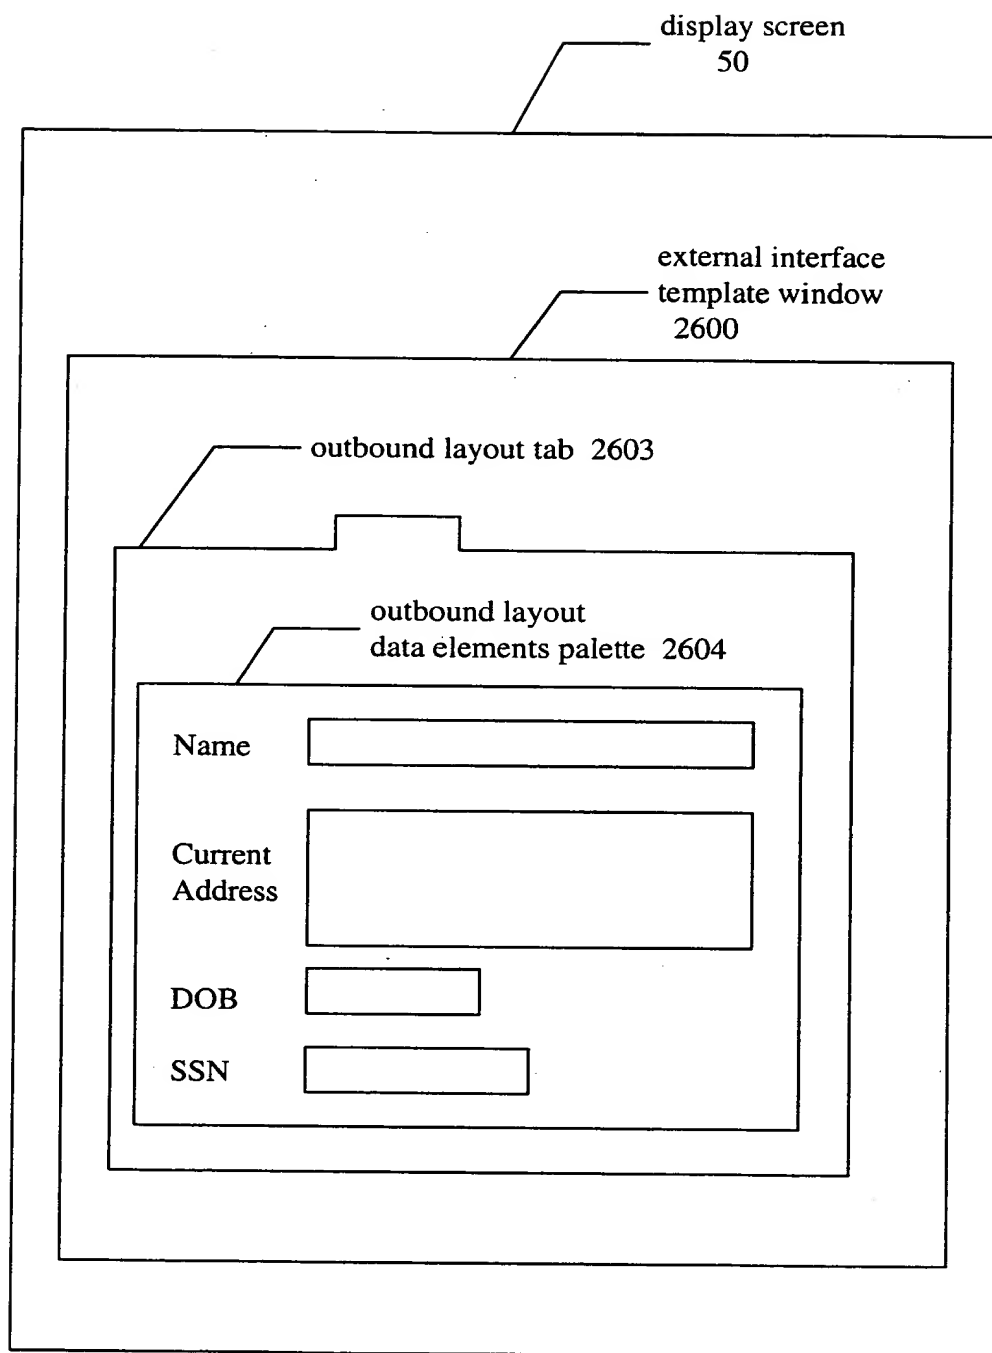 display screen
50
external interface
template window
2600
outbound layout tab 2603
outbound layout
data elements palette 2604
Name
Current
Address
DOB
SSN